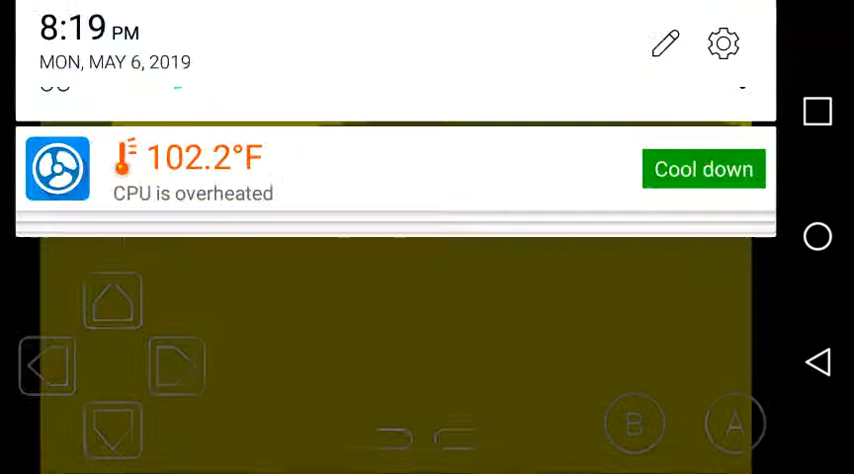 8:19 PM
MON, MAY 6, 2019
102.2°F
CPU is overheated
Cool down
B
A